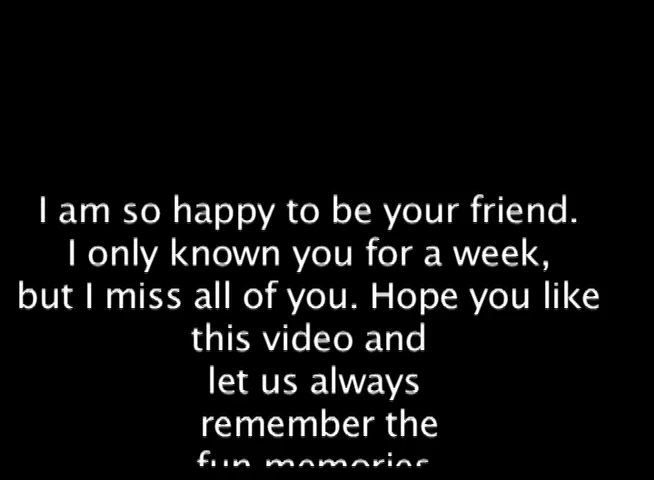 I am so happy to be your friend.
I only known you for a week,
but I miss all of you. Hope you like
this video and
let us always
remember the
fun memories